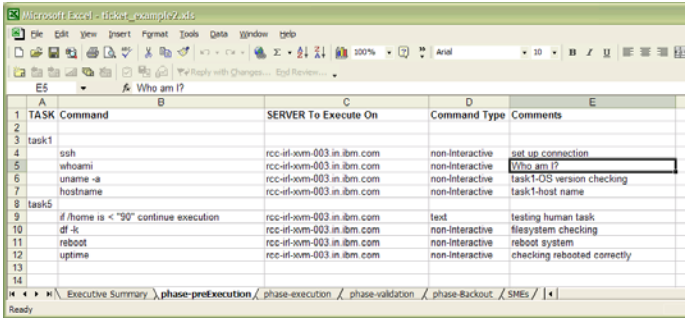 Microsoft Excel - ticket_example2.xls
File Edit View Insert Format Tools Data Window Help
100% Arial 10 B I U
Reply with Changes... End Review...
E5 fx Who am I?
A B C D E
1 TASK Command SERVER To Execute On Command Type Comments
2
3 task1
4 ssh rcc-irl-xvm-003.in.ibm.com non-Interactive set up connection
5 whoami rcc-irl-xvm-003.in.ibm.com non-Interactive Who am I?
6 uname -a rcc-irl-xvm-003.in.ibm.com non-Interactive task1-OS version checking
7 hostname rcc-irl-xvm-003.in.ibm.com non-Interactive task1-host name
8 task5
9 if /home is < "90" continue execution rcc-irl-xvm-003.in.ibm.com text testing human task
10 df -k rcc-irl-xvm-003.in.ibm.com non-Interactive filesystem checking
11 reboot rcc-irl-xvm-003.in.ibm.com non-Interactive reboot system
12 uptime rcc-irl-xvm-003.in.ibm.com non-Interactive checking rebooted correctly
13
14
Executive Summary phase-preExecution phase-execution phase-validation phase-Backout SMEs
Ready